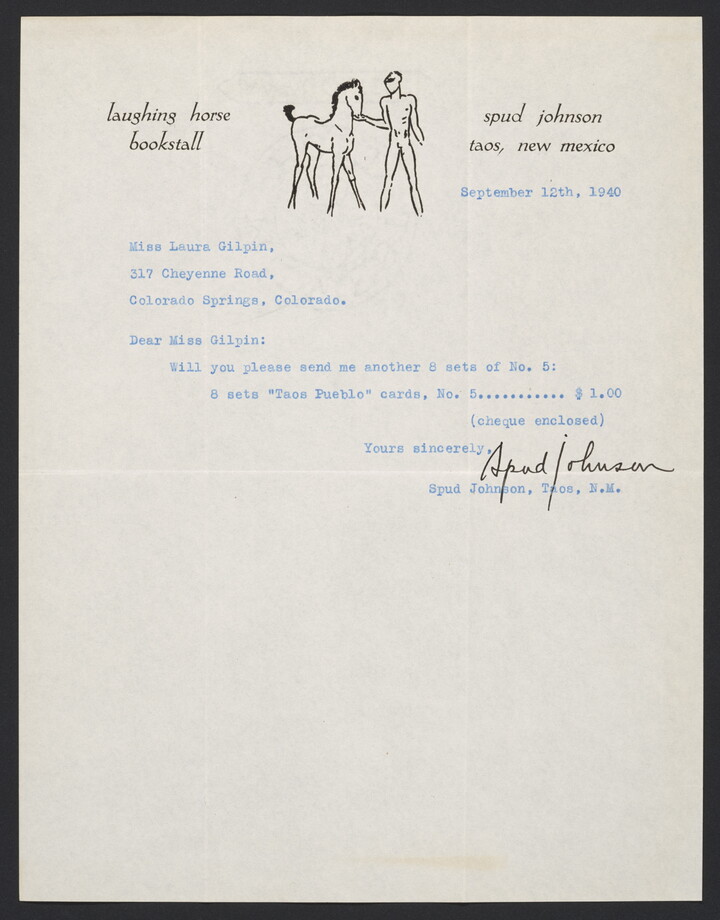 laughing horse
bookstall
spud johnson
taos, new mexico
September 12th, 1940
Miss Laura Gilpin,
317 Cheyenne Road,
Colorado Springs, Colorado.
Dear Miss Gilpin:
Will you please send me another 8 sets of No. 5:
8 sets "Taos Pueblo" cards, No. 5........... $ 1.00
(cheque enclosed)
Yours sincerely,
Spud Johnson
Spud Johnson, Taos, N.M.